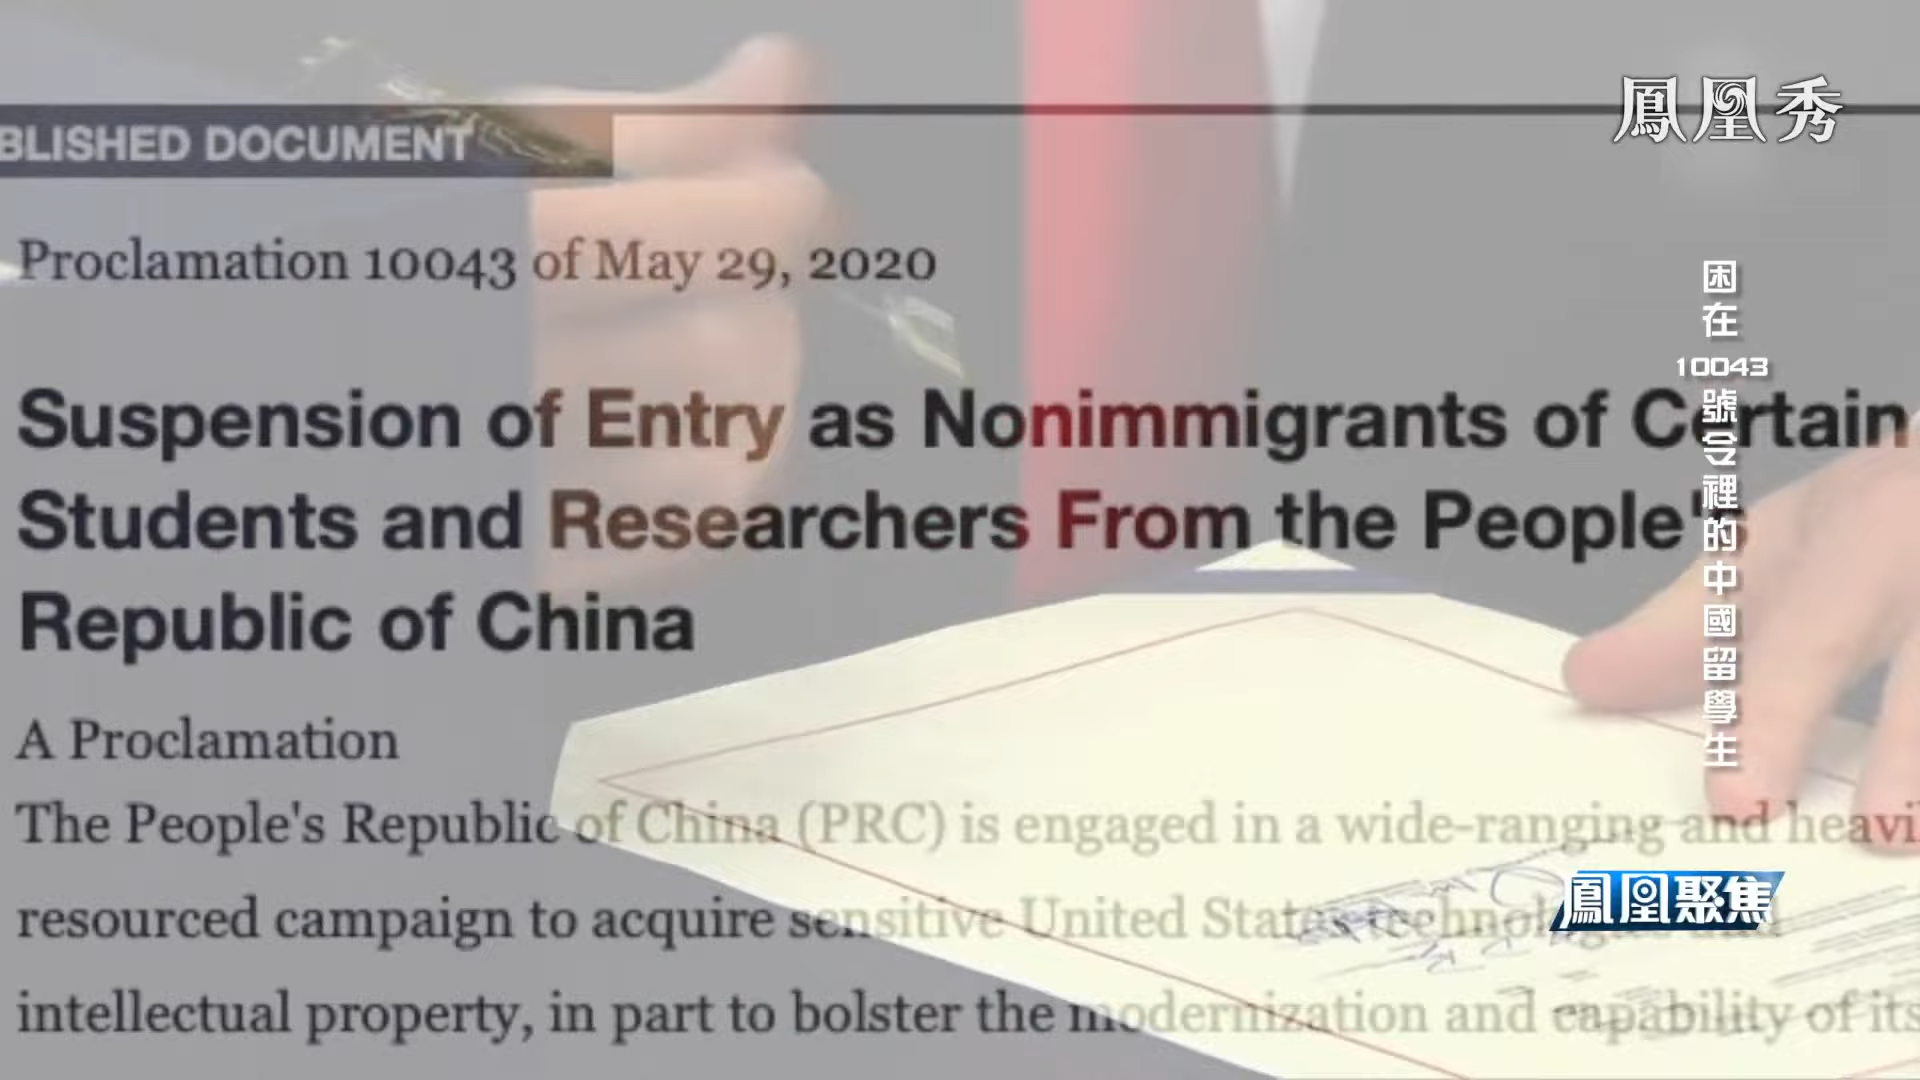 鳳凰秀
BLISHED DOCUMENT
Proclamation 10043 of May 29, 2020
Suspension of Entry as Nonimmigrants of Certain
Students and Researchers From the People's
Republic of China
A Proclamation
The People's Republic of China (PRC) is engaged in a wide-ranging and heavi
resourced campaign to acquire sensitive United States technologies and
intellectual property, in part to bolster the modernization and capability of its
困在10043號令裡的中國留學生
鳳凰聚焦